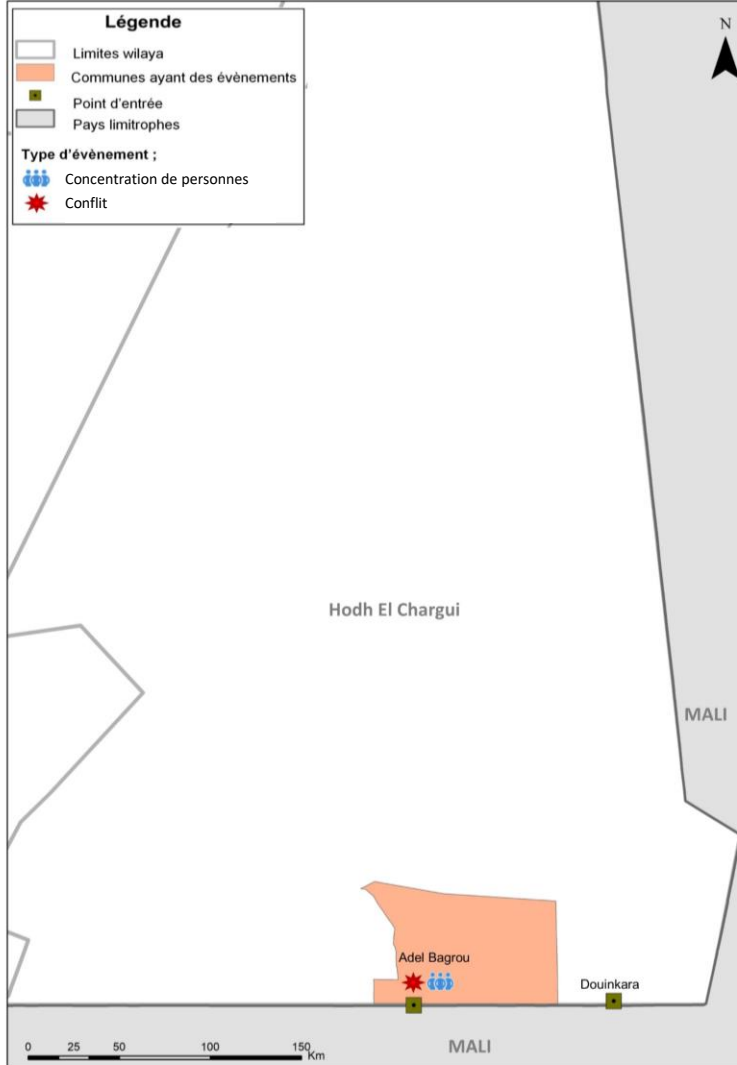 Légende
Limites wilaya
Communes ayant des évènements
Point d'entrée
Pays limitrophes
Type d'évènement ;
Concentration de personnes
Conflit
N
Hodh El Chargui
MALI
Adel Bagrou
Douinkara
MALI
0 25 50 100 150
Km